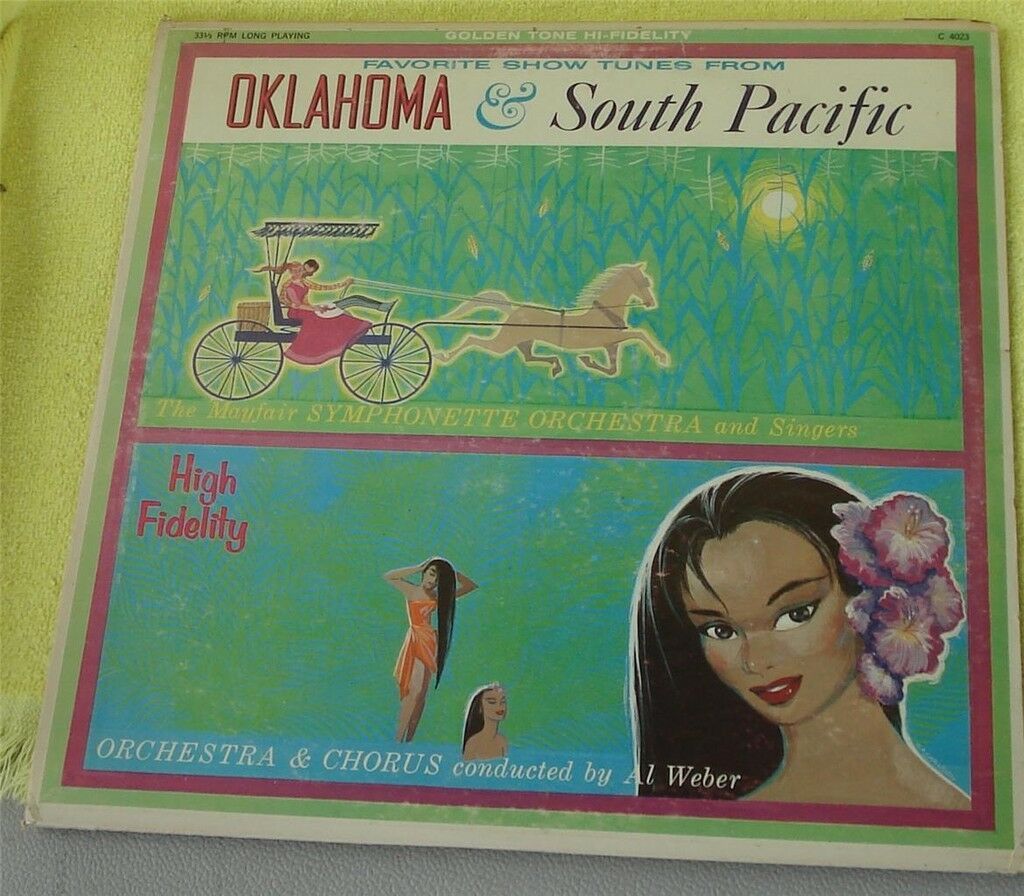 33⅓ RPM LONG PLAYING
GOLDEN TONE HI-FIDELITY
C 4023
FAVORITE SHOW TUNES FROM
OKLAHOMA & South Pacific
The Mayfair SYMPHONETTE ORCHESTRA and Singers
High
Fidelity
ORCHESTRA & CHORUS conducted by Al Weber